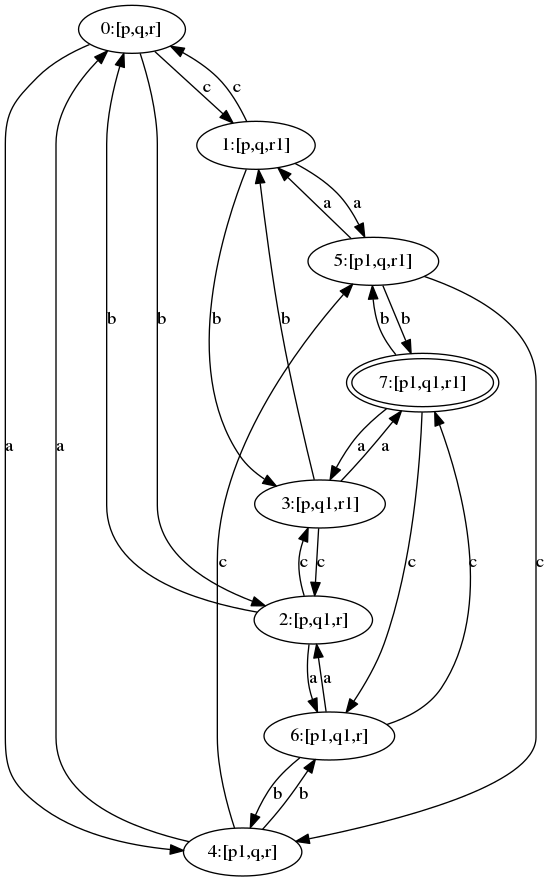 0:[p,q,r]
c c
1:[p,q,r1]
a a
5:[p1,q,r1]
b b b b b b
7:[p1,q1,r1]
a a a a
3:[p,q1,r1]
c c c c c c
2:[p,q1,r]
a a
6:[p1,q1,r]
b b
4:[p1,q,r]